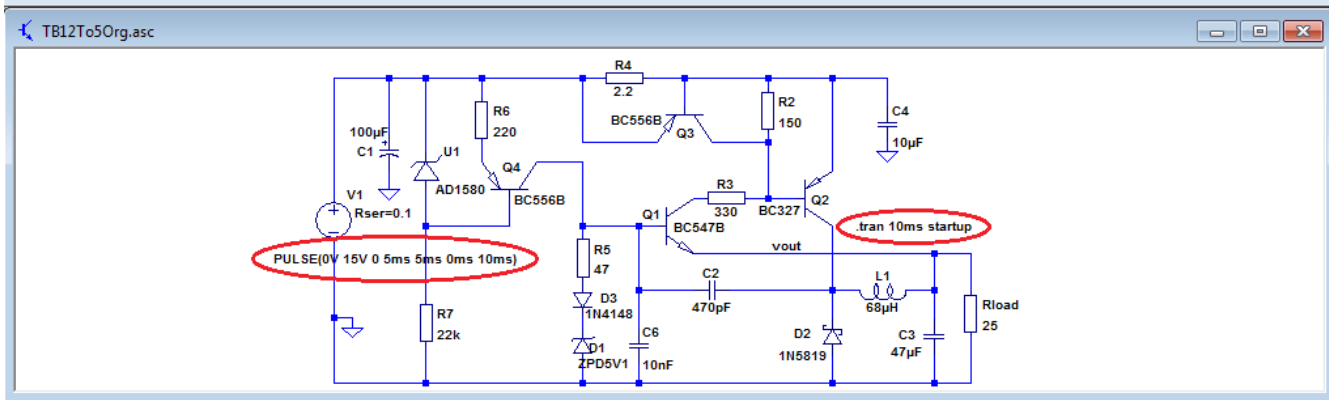 TB12To5Org.asc
R4
2.2
R6
220
100µF
C1
U1
AD1580
Q4
BC556B
BC556B
Q3
R2
150
C4
10µF
V1
Rser=0.1
PULSE(0V 15V 0 5ms 5ms 0ms 10ms)
R3
330
Q1
BC547B
Q2
BC327
.tran 10ms startup
vout
R5
47
C2
470pF
L1
68µH
Rload
25
D3
1N4148
R7
22k
C6
10nF
D1
ZPD5V1
D2
1N5819
C3
47µF